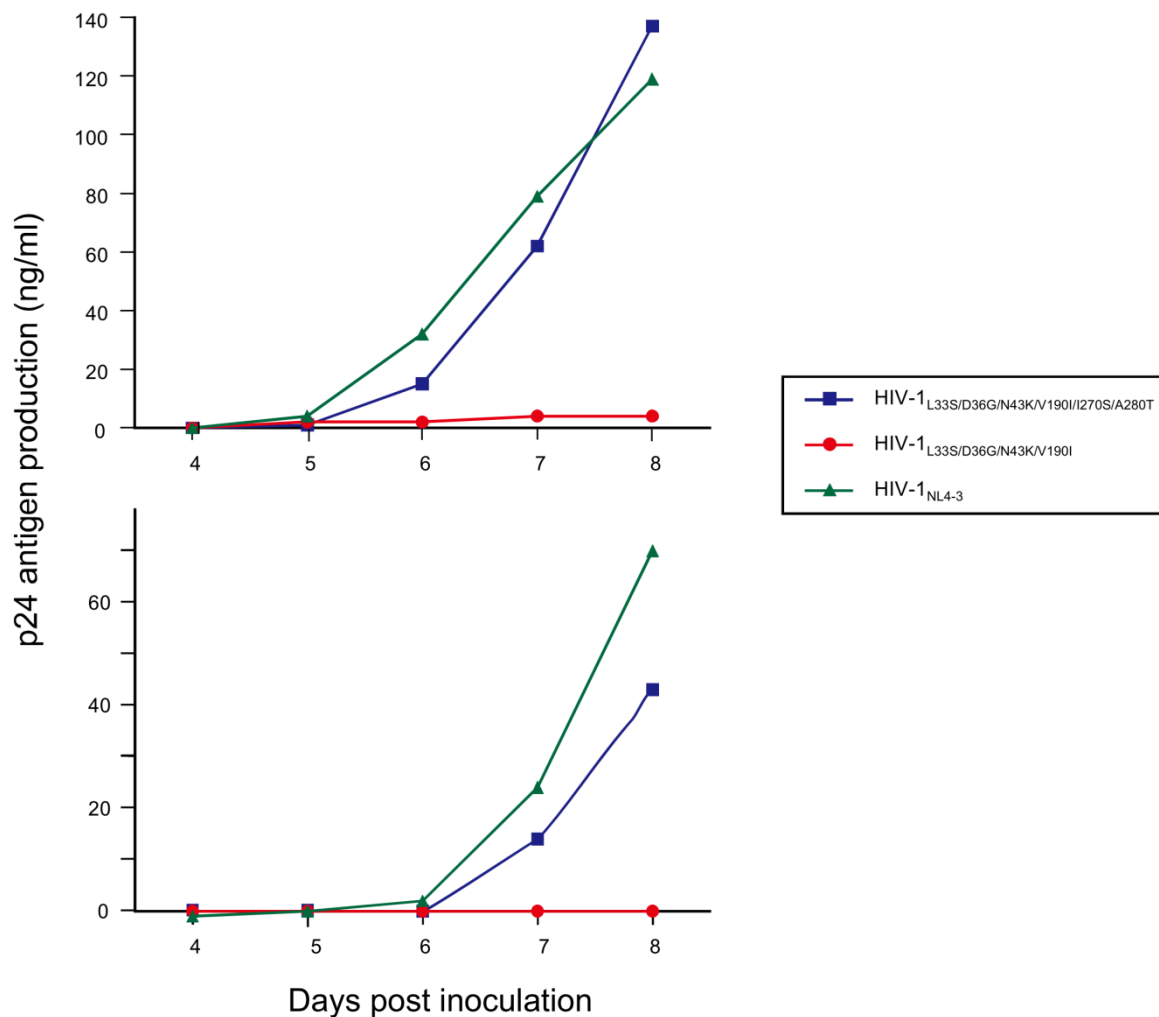 p24 antigen production (ng/ml)
140
120
100
80
60
40
20
0
4 5 6 7 8
60
40
20
0
4 5 6 7 8
Days post inoculation
HIV-1L33S/D36G/N43K/V190I/I270S/A280T
HIV-1L33S/D36G/N43K/V190I
HIV-1NL4-3